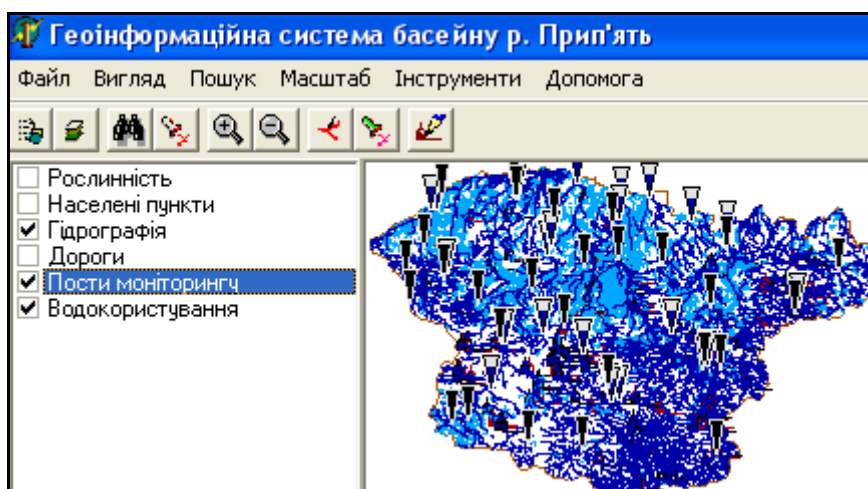 Геоінформаційна система басейну р. Прип'ять
Файл Вигляд Пошук Масштаб Інструменти Допомога
Рослинність
Населені пункти
Гідрографія
Дороги
Пости моніторингу
Водокористування